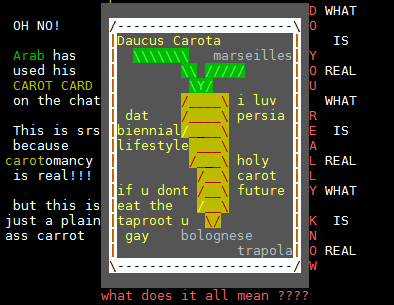 OH NO!
Arab has
used his
CAROT CARD
on the chat
This is srs
because
carotomancy
is real!!!
but this is
just a plain
ass carrot
Daucus Carota
marseilles
i luv
dat persia
biennial
lifestyle
holy
carot
if u dont future
eat the
taproot u
gay bolognese
trapola
DO YOU REALLY KNOW
WHAT
IS
REAL
WHAT
IS
REAL
WHAT
IS
REAL
what does it all mean ????